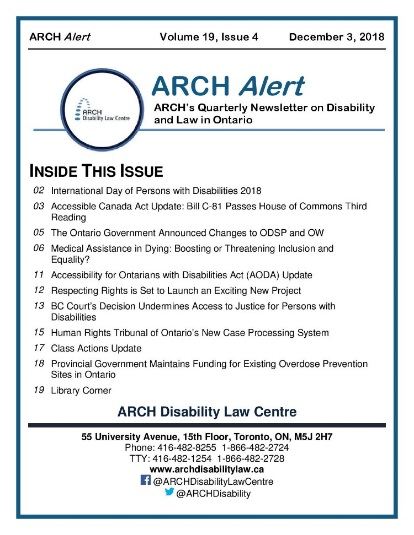 ARCH Alert Volume 19, Issue 4 December 3, 2018
ARCH
Disability Law Centre
ARCH Alert
ARCH's Quarterly Newsletter on Disability
and Law in Ontario
INSIDE THIS ISSUE
02 International Day of Persons with Disabilities 2018
03 Accessible Canada Act Update: Bill C-81 Passes House of Commons Third
Reading
05 The Ontario Government Announced Changes to ODSP and OW
06 Medical Assistance in Dying: Boosting or Threatening Inclusion and
Equality?
11 Accessibility for Ontarians with Disabilities Act (AODA) Update
12 Respecting Rights is Set to Launch an Exciting New Project
13 BC Court's Decision Undermines Access to Justice for Persons with
Disabilities
15 Human Rights Tribunal of Ontario's New Case Processing System
17 Class Actions Update
18 Provincial Government Maintains Funding for Existing Overdose Prevention
Sites in Ontario
19 Library Corner
ARCH Disability Law Centre
55 University Avenue, 15th Floor, Toronto, ON, M5J 2H7
Phone: 416-482-8255 1-866-482-2724
TTY: 416-482-1254 1-866-482-2728
www.archdisabilitylaw.ca
@ARCHDisabilityLawCentre
@ARCHDisability